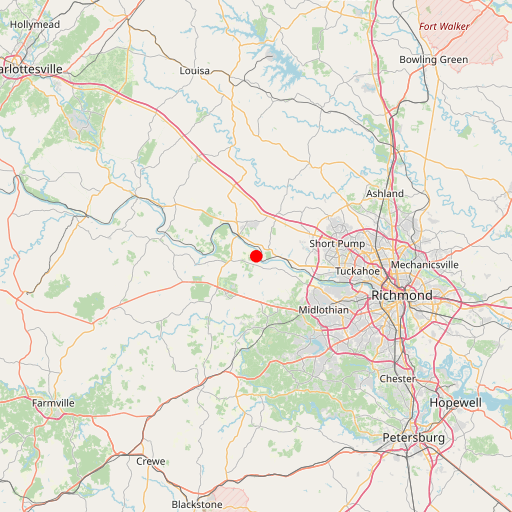 Hollymead
Fort Walker
Bowling Green
arlottesville
Louisa
Ashland
Short Pump
Mechanicsville
Tuckahoe
Richmond
Midlothian
Chester
Farmville
Hopewell
Petersburg
Crewe
Blackstone